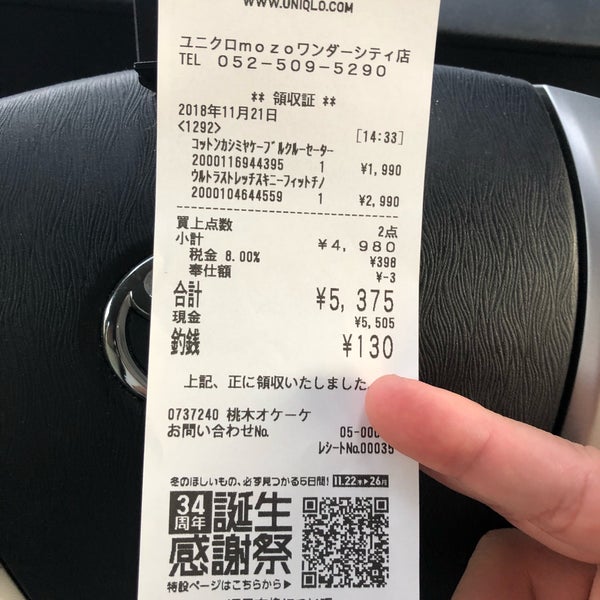 WWW.UNIQLO.COM
ユニクロmozoワンダーシティ店
TEL 052-509-5290
** 領収証 **
2018年11月21日
<1292> [14:33]
コットンカシミヤケーブルクルーセーター
2000116944395 1 ¥1,990
ウルトラストレッチスキニーフィットチノ
2000104644559 1 ¥2,990
買上点数 2点
小計 ¥4,980
税金 8.00% ¥398
奉仕額 ¥-3
合計 ¥5,375
現金 ¥5,505
釣銭 ¥130
上記、正に領収いたしました
0737240 桃木オケーケ
お問い合わせNo. 05-000
レシートNo.00035
冬のほしいもの、必ず見つかる5日間! 11.22木▶26月
34周年 誕生感謝祭
特設ページはこちらから▶